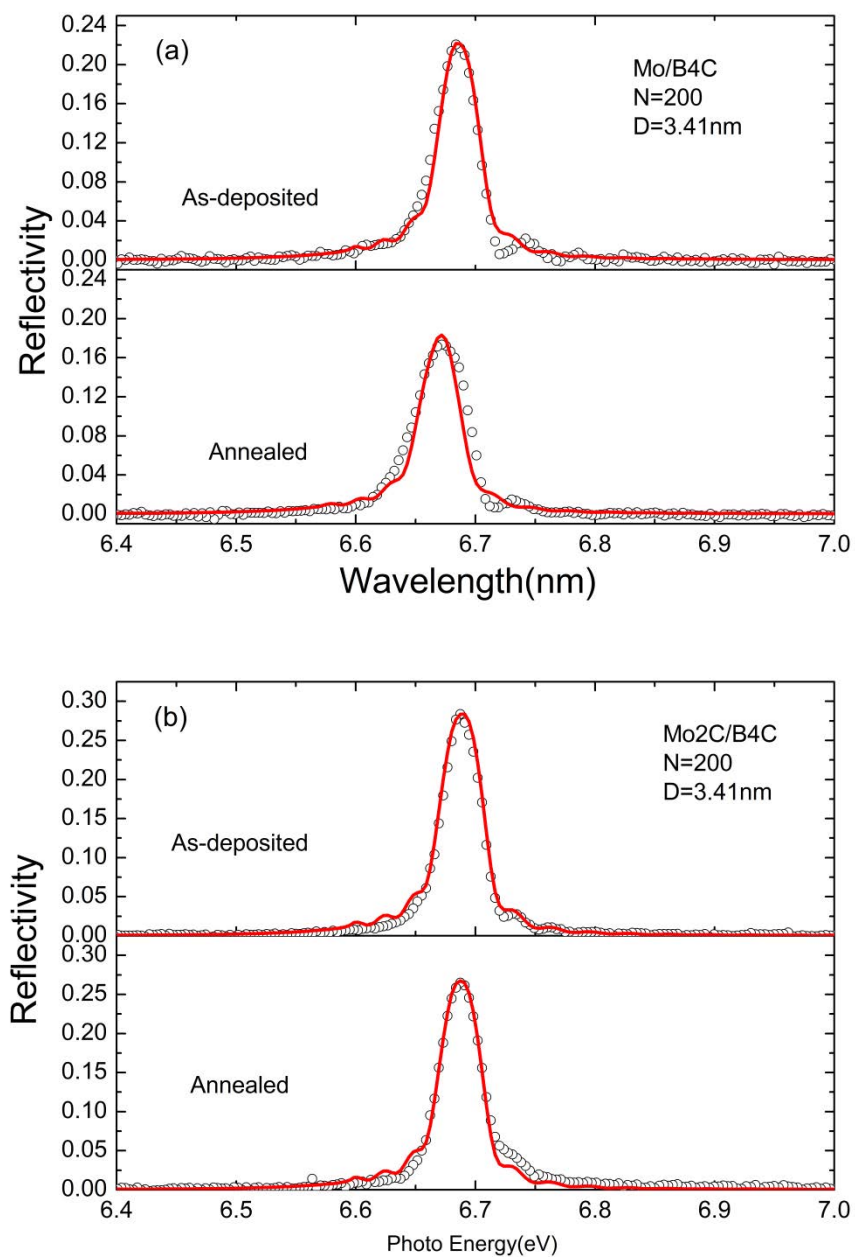 (a)
Mo/B4C
N=200
D=3.41nm
As-deposited
0.24
0.20
0.16
0.12
0.08
0.04
0.00
Reflectivity
Annealed
0.24
0.20
0.16
0.12
0.08
0.04
0.00
6.4 6.5 6.6 6.7 6.8 6.9 7.0
Wavelength(nm)
(b)
Mo2C/B4C
N=200
D=3.41nm
As-deposited
0.30
0.25
0.20
0.15
0.10
0.05
0.00
Reflectivity
Annealed
0.30
0.25
0.20
0.15
0.10
0.05
0.00
6.4 6.5 6.6 6.7 6.8 6.9 7.0
Photo Energy(eV)